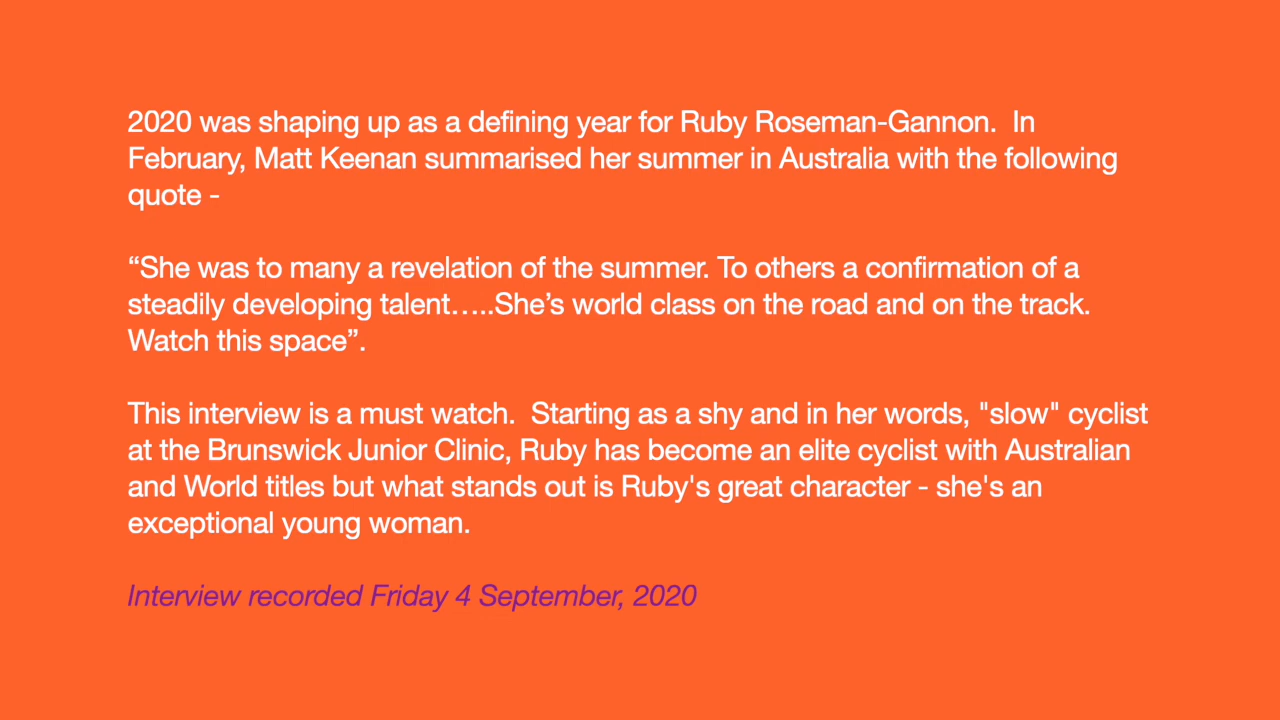 2020 was shaping up as a defining year for Ruby Roseman-Gannon.  In
February, Matt Keenan summarised her summer in Australia with the following
quote -
“She was to many a revelation of the summer. To others a confirmation of a
steadily developing talent…..She’s world class on the road and on the track.
Watch this space”.
This interview is a must watch.  Starting as a shy and in her words, "slow" cyclist
at the Brunswick Junior Clinic, Ruby has become an elite cyclist with Australian
and World titles but what stands out is Ruby's great character - she's an
exceptional young woman.
Interview recorded Friday 4 September, 2020